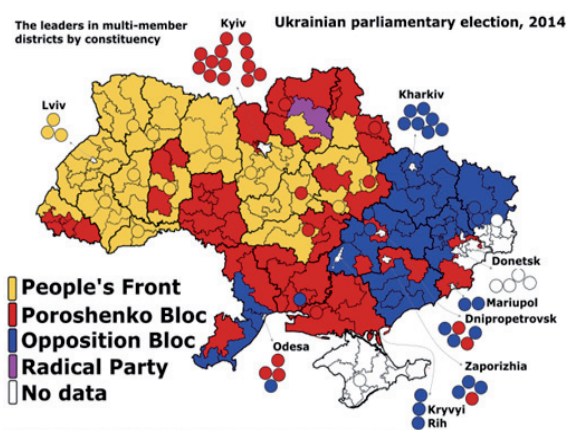 The leaders in multi-member
districts by constituency
Kyiv
Ukrainian parliamentary election, 2014
Lviv
Kharkiv
Donetsk
Mariupol
Dnipropetrovsk
Odesa
Zaporizhia
Kryvyi
Rih
People's Front
Poroshenko Bloc
Opposition Bloc
Radical Party
No data